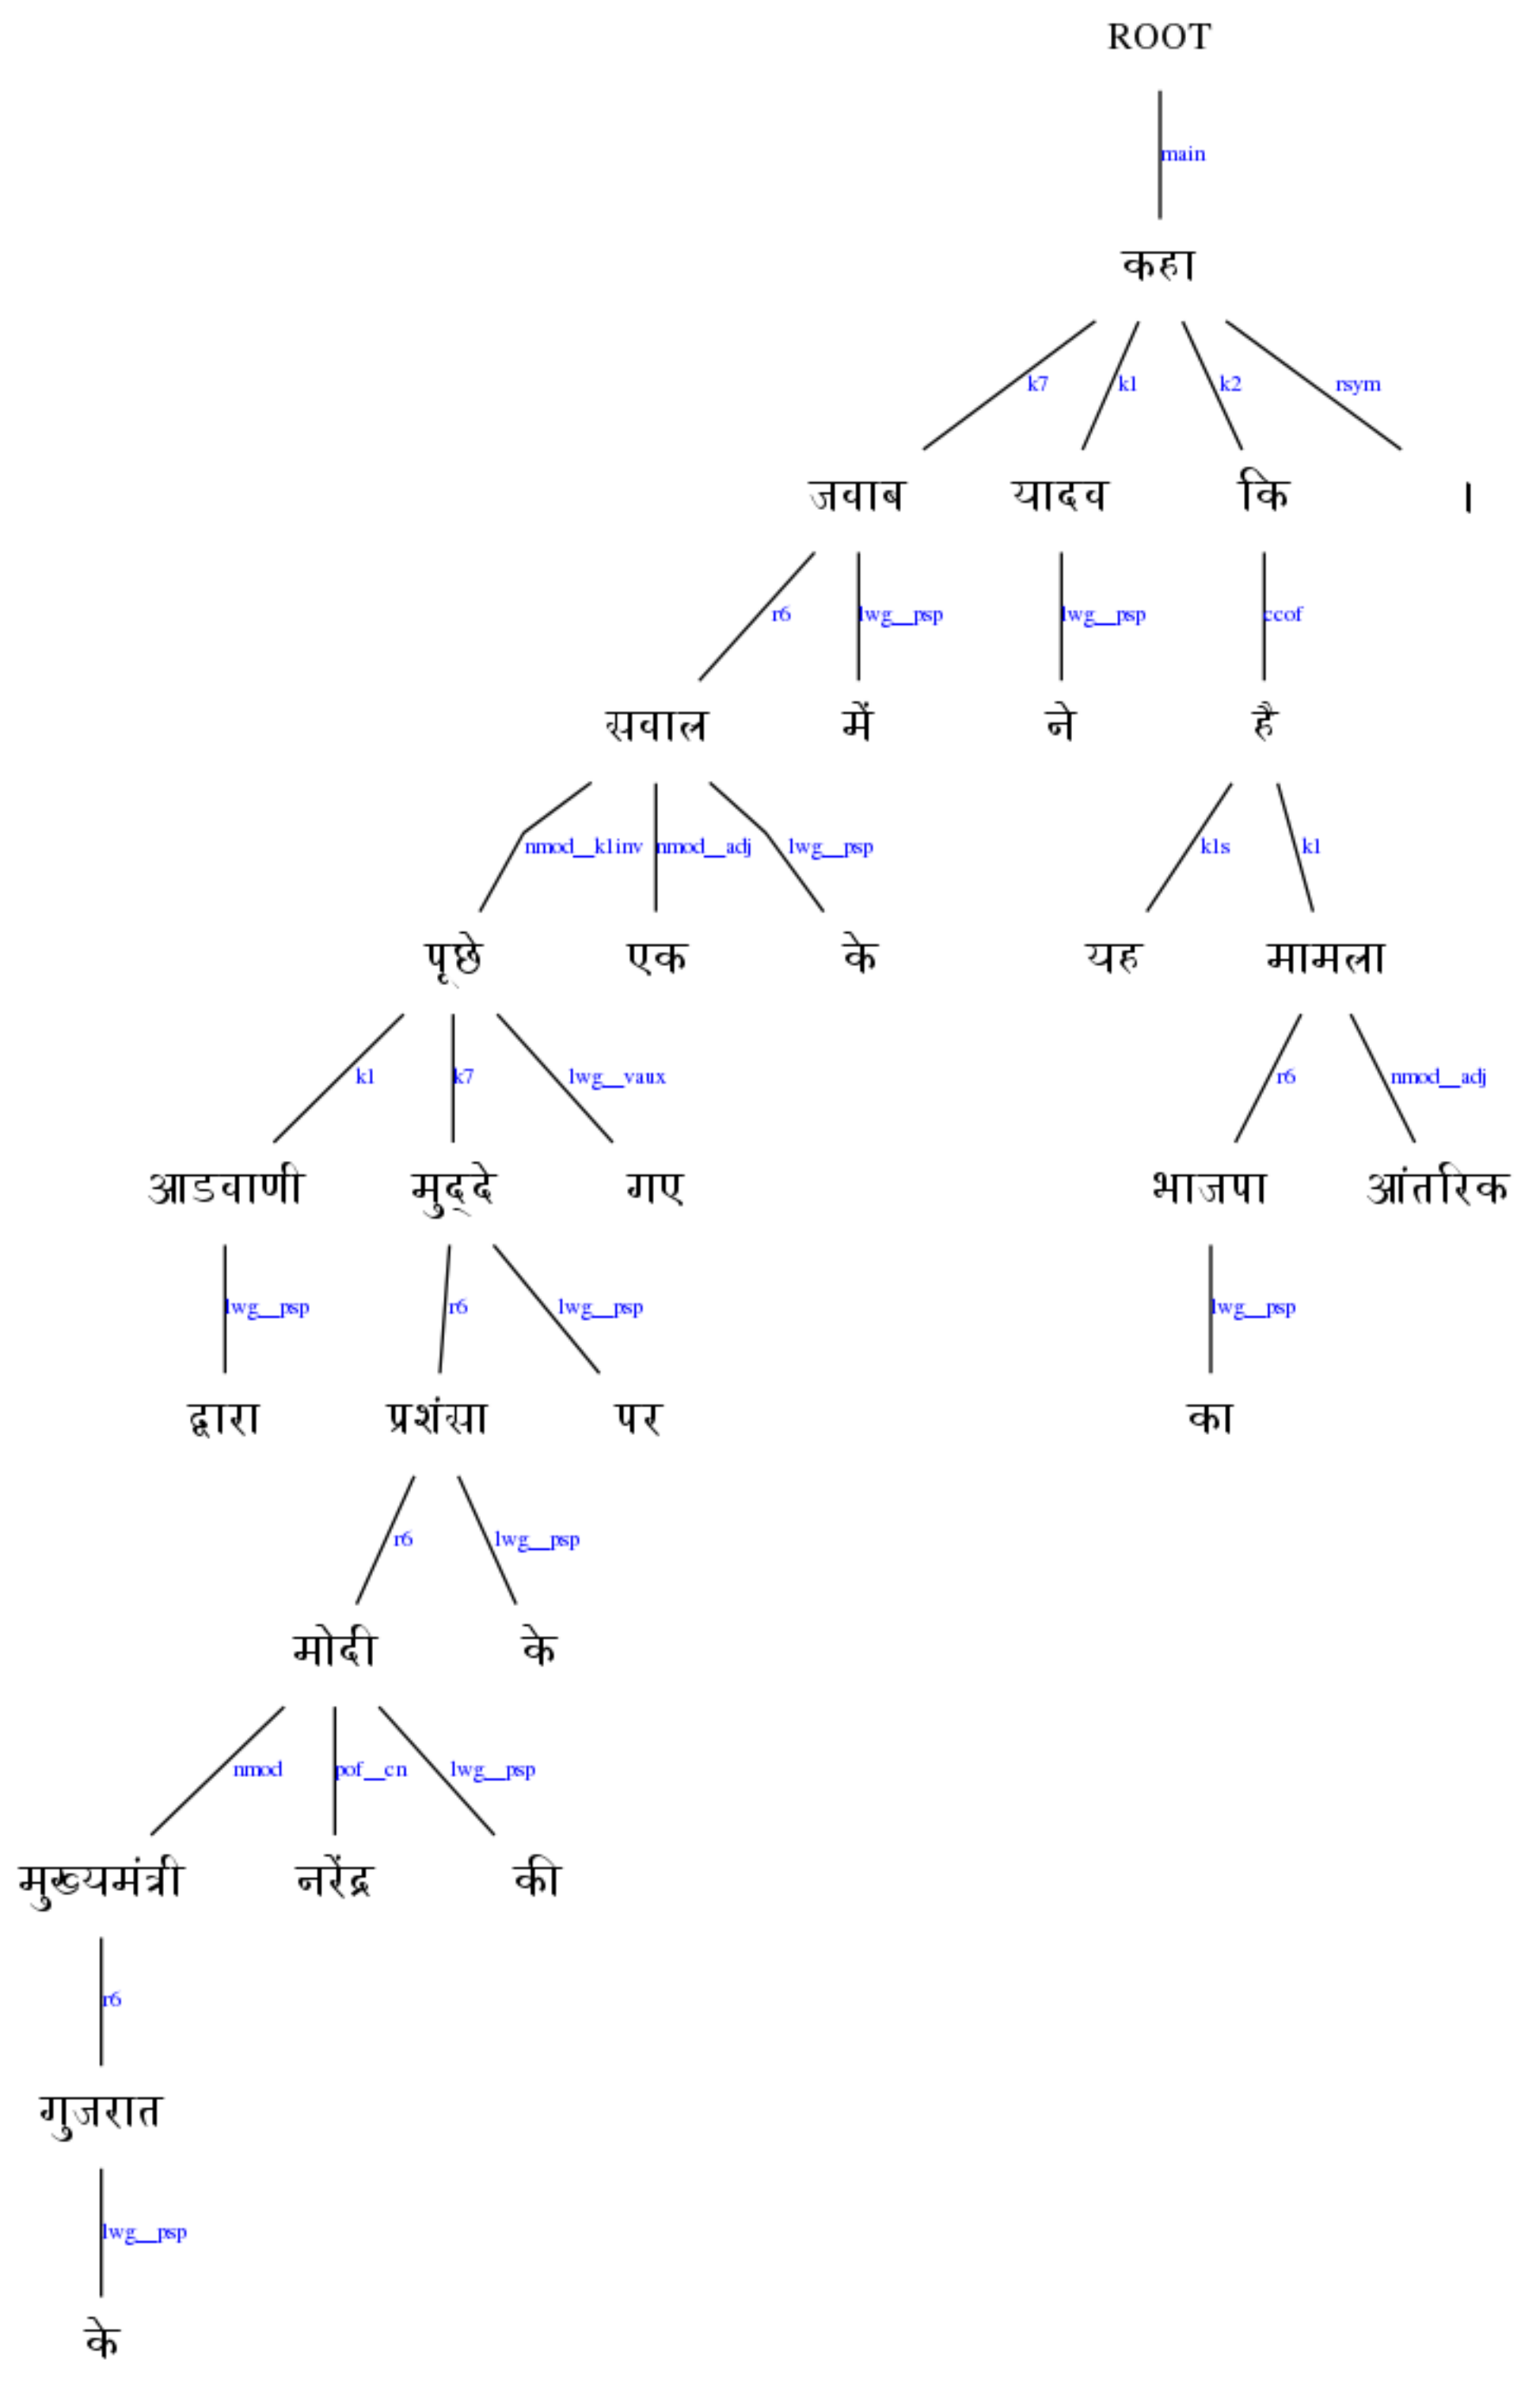 ROOT
main
कहा
k7 k1 k2 rsym
जवाब यादव कि ।
r6 lwg__psp lwg__psp ccof
सवाल में ने है
nmod__k1inv nmod__adj lwg__psp k1s k1
पूछे एक के यह मामला
k1 k7 lwg__vaux r6 nmod__adj
आडवाणी मुद्दे गए भाजपा आंतरिक
lwg__psp r6 lwg__psp lwg__psp
द्वारा प्रशंसा पर का
r6 lwg__psp
मोदी के
nmod pof__cn lwg__psp
मुख्यमंत्री नरेंद्र की
r6
गुजरात
lwg__psp
के